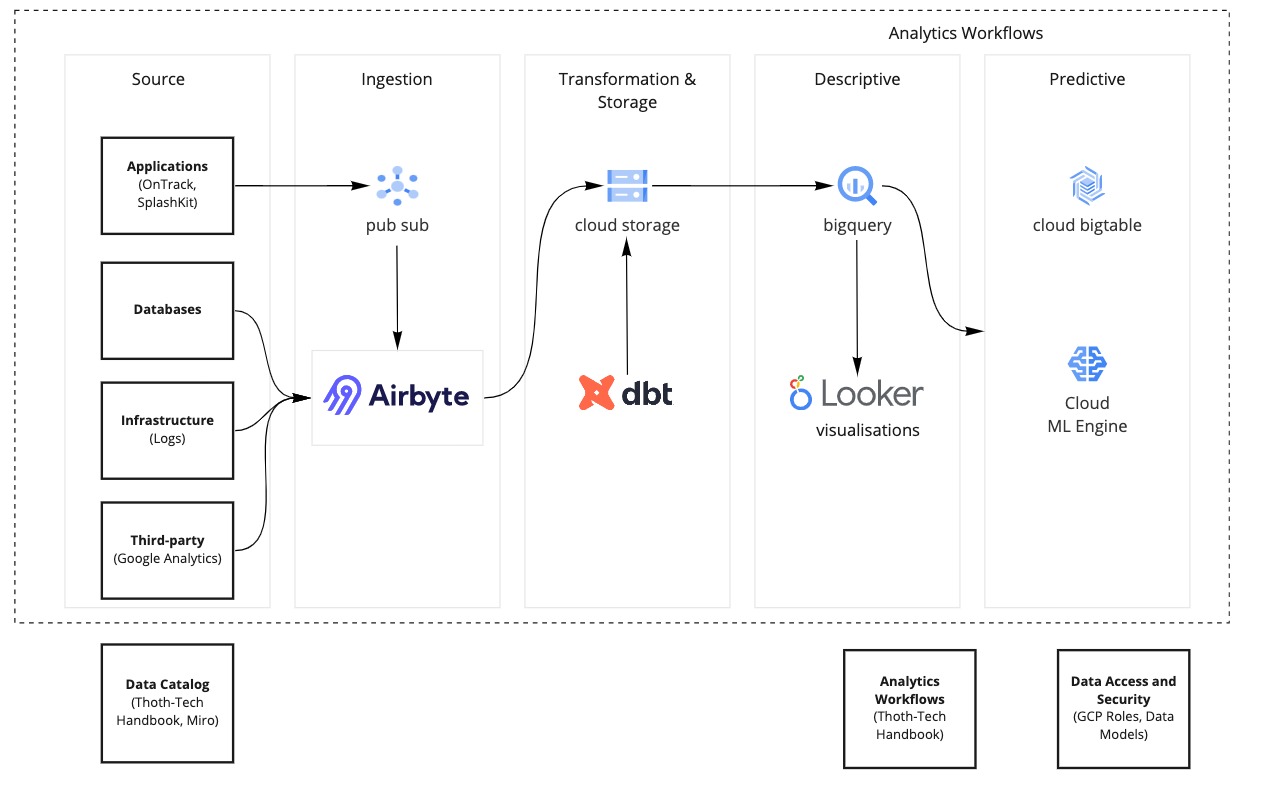 Analytics Workflows
Source
Ingestion
Transformation &
Storage
Descriptive
Predictive
Applications
(OnTrack,
SplashKit)
pub sub
cloud storage
bigquery
cloud bigtable
Databases
Airbyte
dbt
Looker
visualisations
Cloud
ML Engine
Infrastructure
(Logs)
Third-party
(Google Analytics)
Data Catalog
(Thoth-Tech
Handbook, Miro)
Analytics
Workflows
(Thoth-Tech
Handbook)
Data Access and
Security
(GCP Roles, Data
Models)